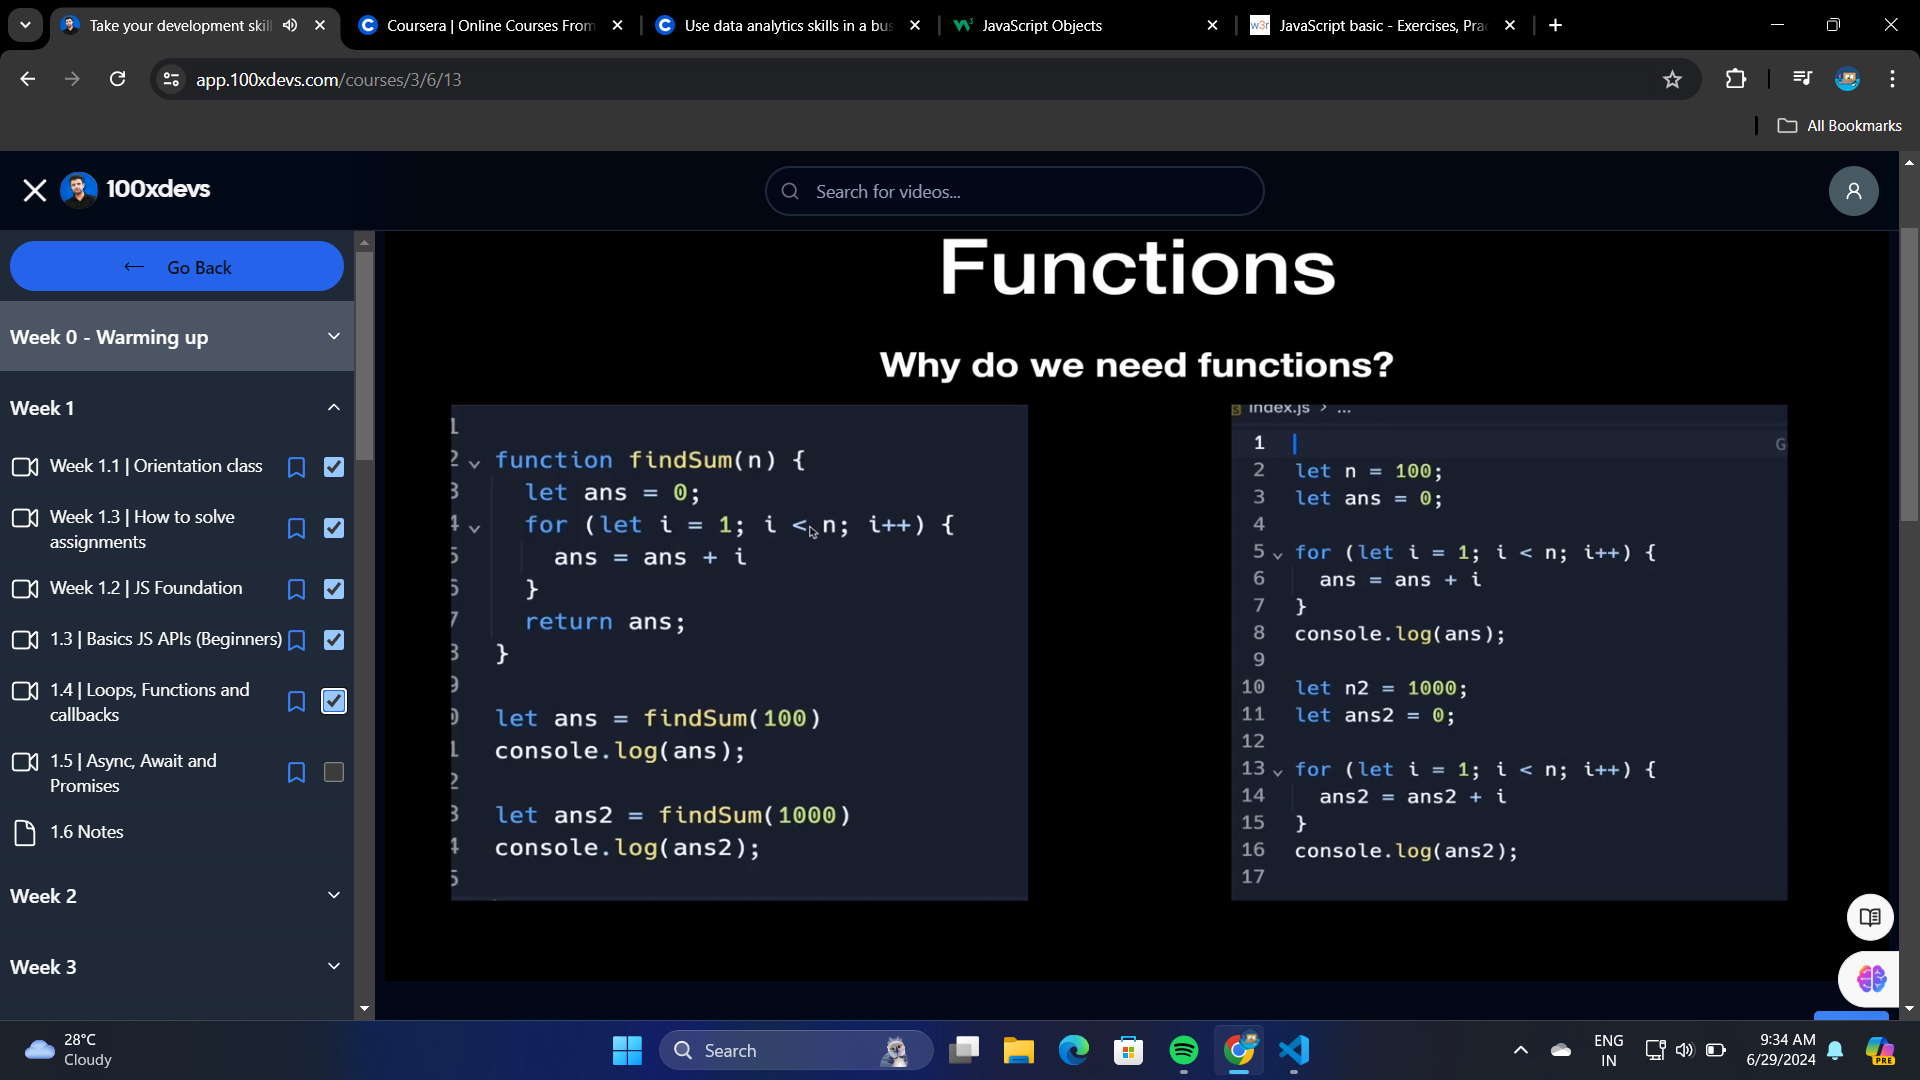 Take your development skil
Coursera | Online Courses From
Use data analytics skills in a bus
JavaScript Objects
w3r JavaScript basic - Exercises, Prac
app.100xdevs.com/courses/3/6/13
All Bookmarks
100xdevs
Search for videos...
Go Back
Week 0 - Warming up
Week 1
Week 1.1 | Orientation class
Week 1.3 | How to solve
assignments
Week 1.2 | JS Foundation
1.3 | Basics JS APIs (Beginners)
1.4 | Loops, Functions and
callbacks
1.5 | Async, Await and
Promises
1.6 Notes
Week 2
Week 3
Functions
Why do we need functions?
1
2 function findSum(n) {
3 let ans = 0;
4 for (let i = 1; i < n; i++) {
5 ans = ans + i
6 }
7 return ans;
8 }
9
0 let ans = findSum(100)
1 console.log(ans);
2
3 let ans2 = findSum(1000)
4 console.log(ans2);
5
index.js > ...
1 G
2 let n = 100;
3 let ans = 0;
4
5 for (let i = 1; i < n; i++) {
6 ans = ans + i
7 }
8 console.log(ans);
9
10 let n2 = 1000;
11 let ans2 = 0;
12
13 for (let i = 1; i < n; i++) {
14 ans2 = ans2 + i
15 }
16 console.log(ans2);
17
28°C
Cloudy
Search
ENG
IN
9:34 AM
6/29/2024
PRE